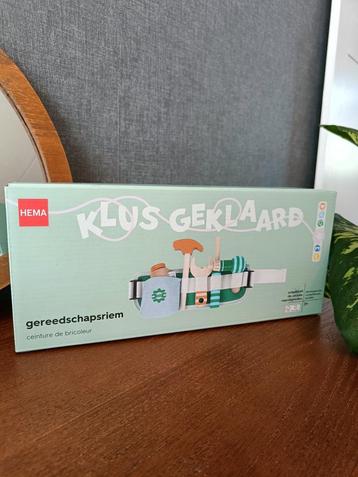 HEMA
KLUS GEKLAARD
gereedschapsriem
ceinture de bricoleur